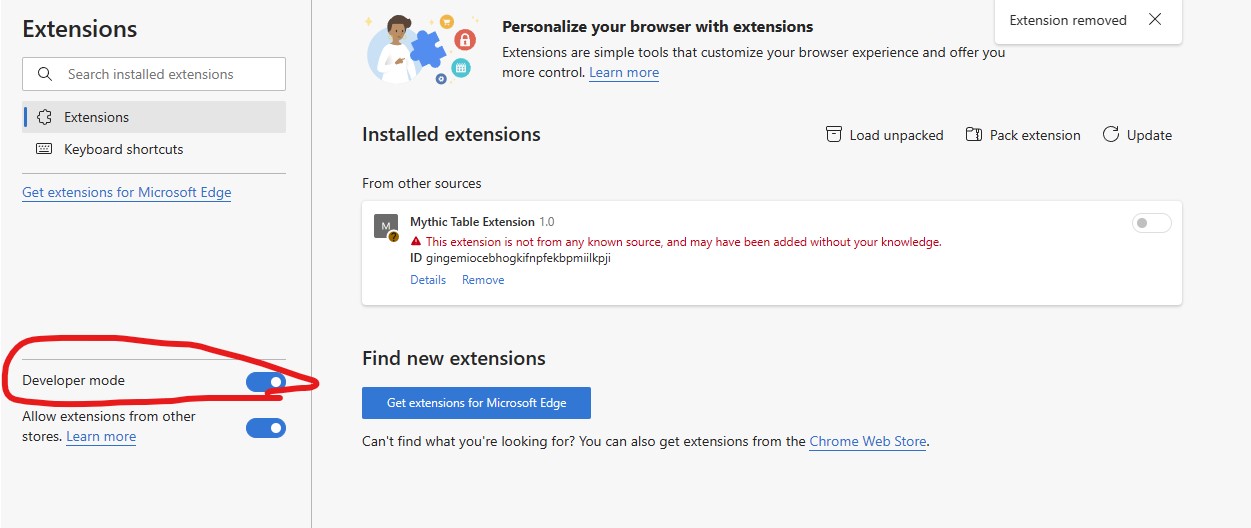 Extensions
Search installed extensions
Extensions
Keyboard shortcuts
Get extensions for Microsoft Edge
Developer mode
Allow extensions from other
stores. Learn more
Personalize your browser with extensions
Extensions are simple tools that customize your browser experience and offer you
more control. Learn more
Extension removed
Installed extensions
Load unpacked
Pack extension
Update
From other sources
M
?
Mythic Table Extension 1.0
This extension is not from any known source, and may have been added without your knowledge.
ID gingemiocebhogkifnpfekbpmiilkpji
Details Remove
Find new extensions
Get extensions for Microsoft Edge
Can't find what you're looking for? You can also get extensions from the Chrome Web Store.